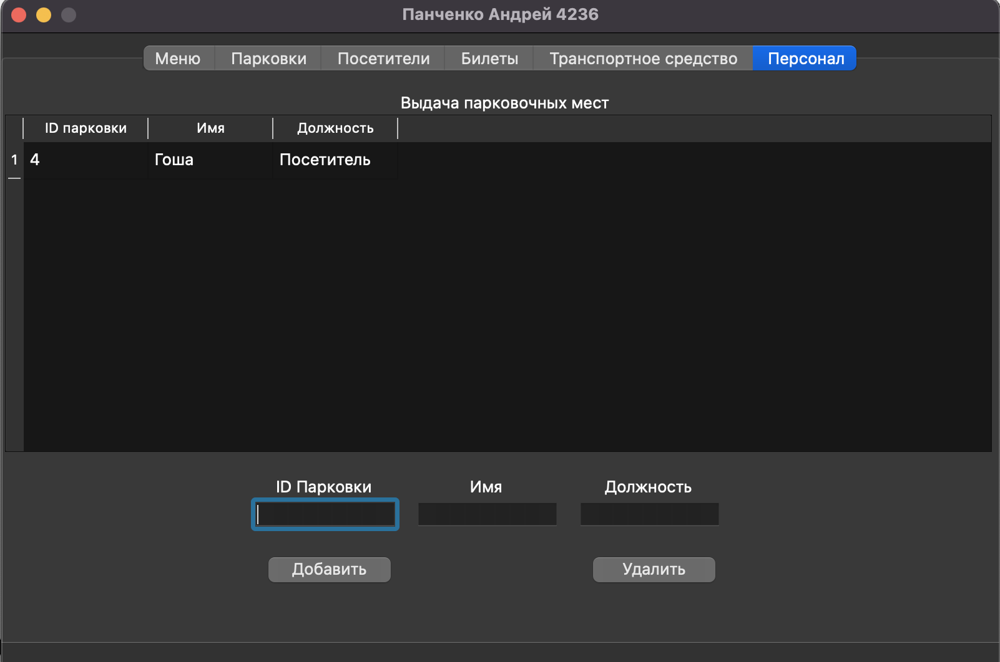 Панченко Андрей 4236
Меню Парковки Посетители Билеты Транспортное средство Персонал
Выдача парковочных мест
ID парковки Имя Должность
1 4 Гоша Посетитель
ID Парковки Имя Должность
Добавить Удалить